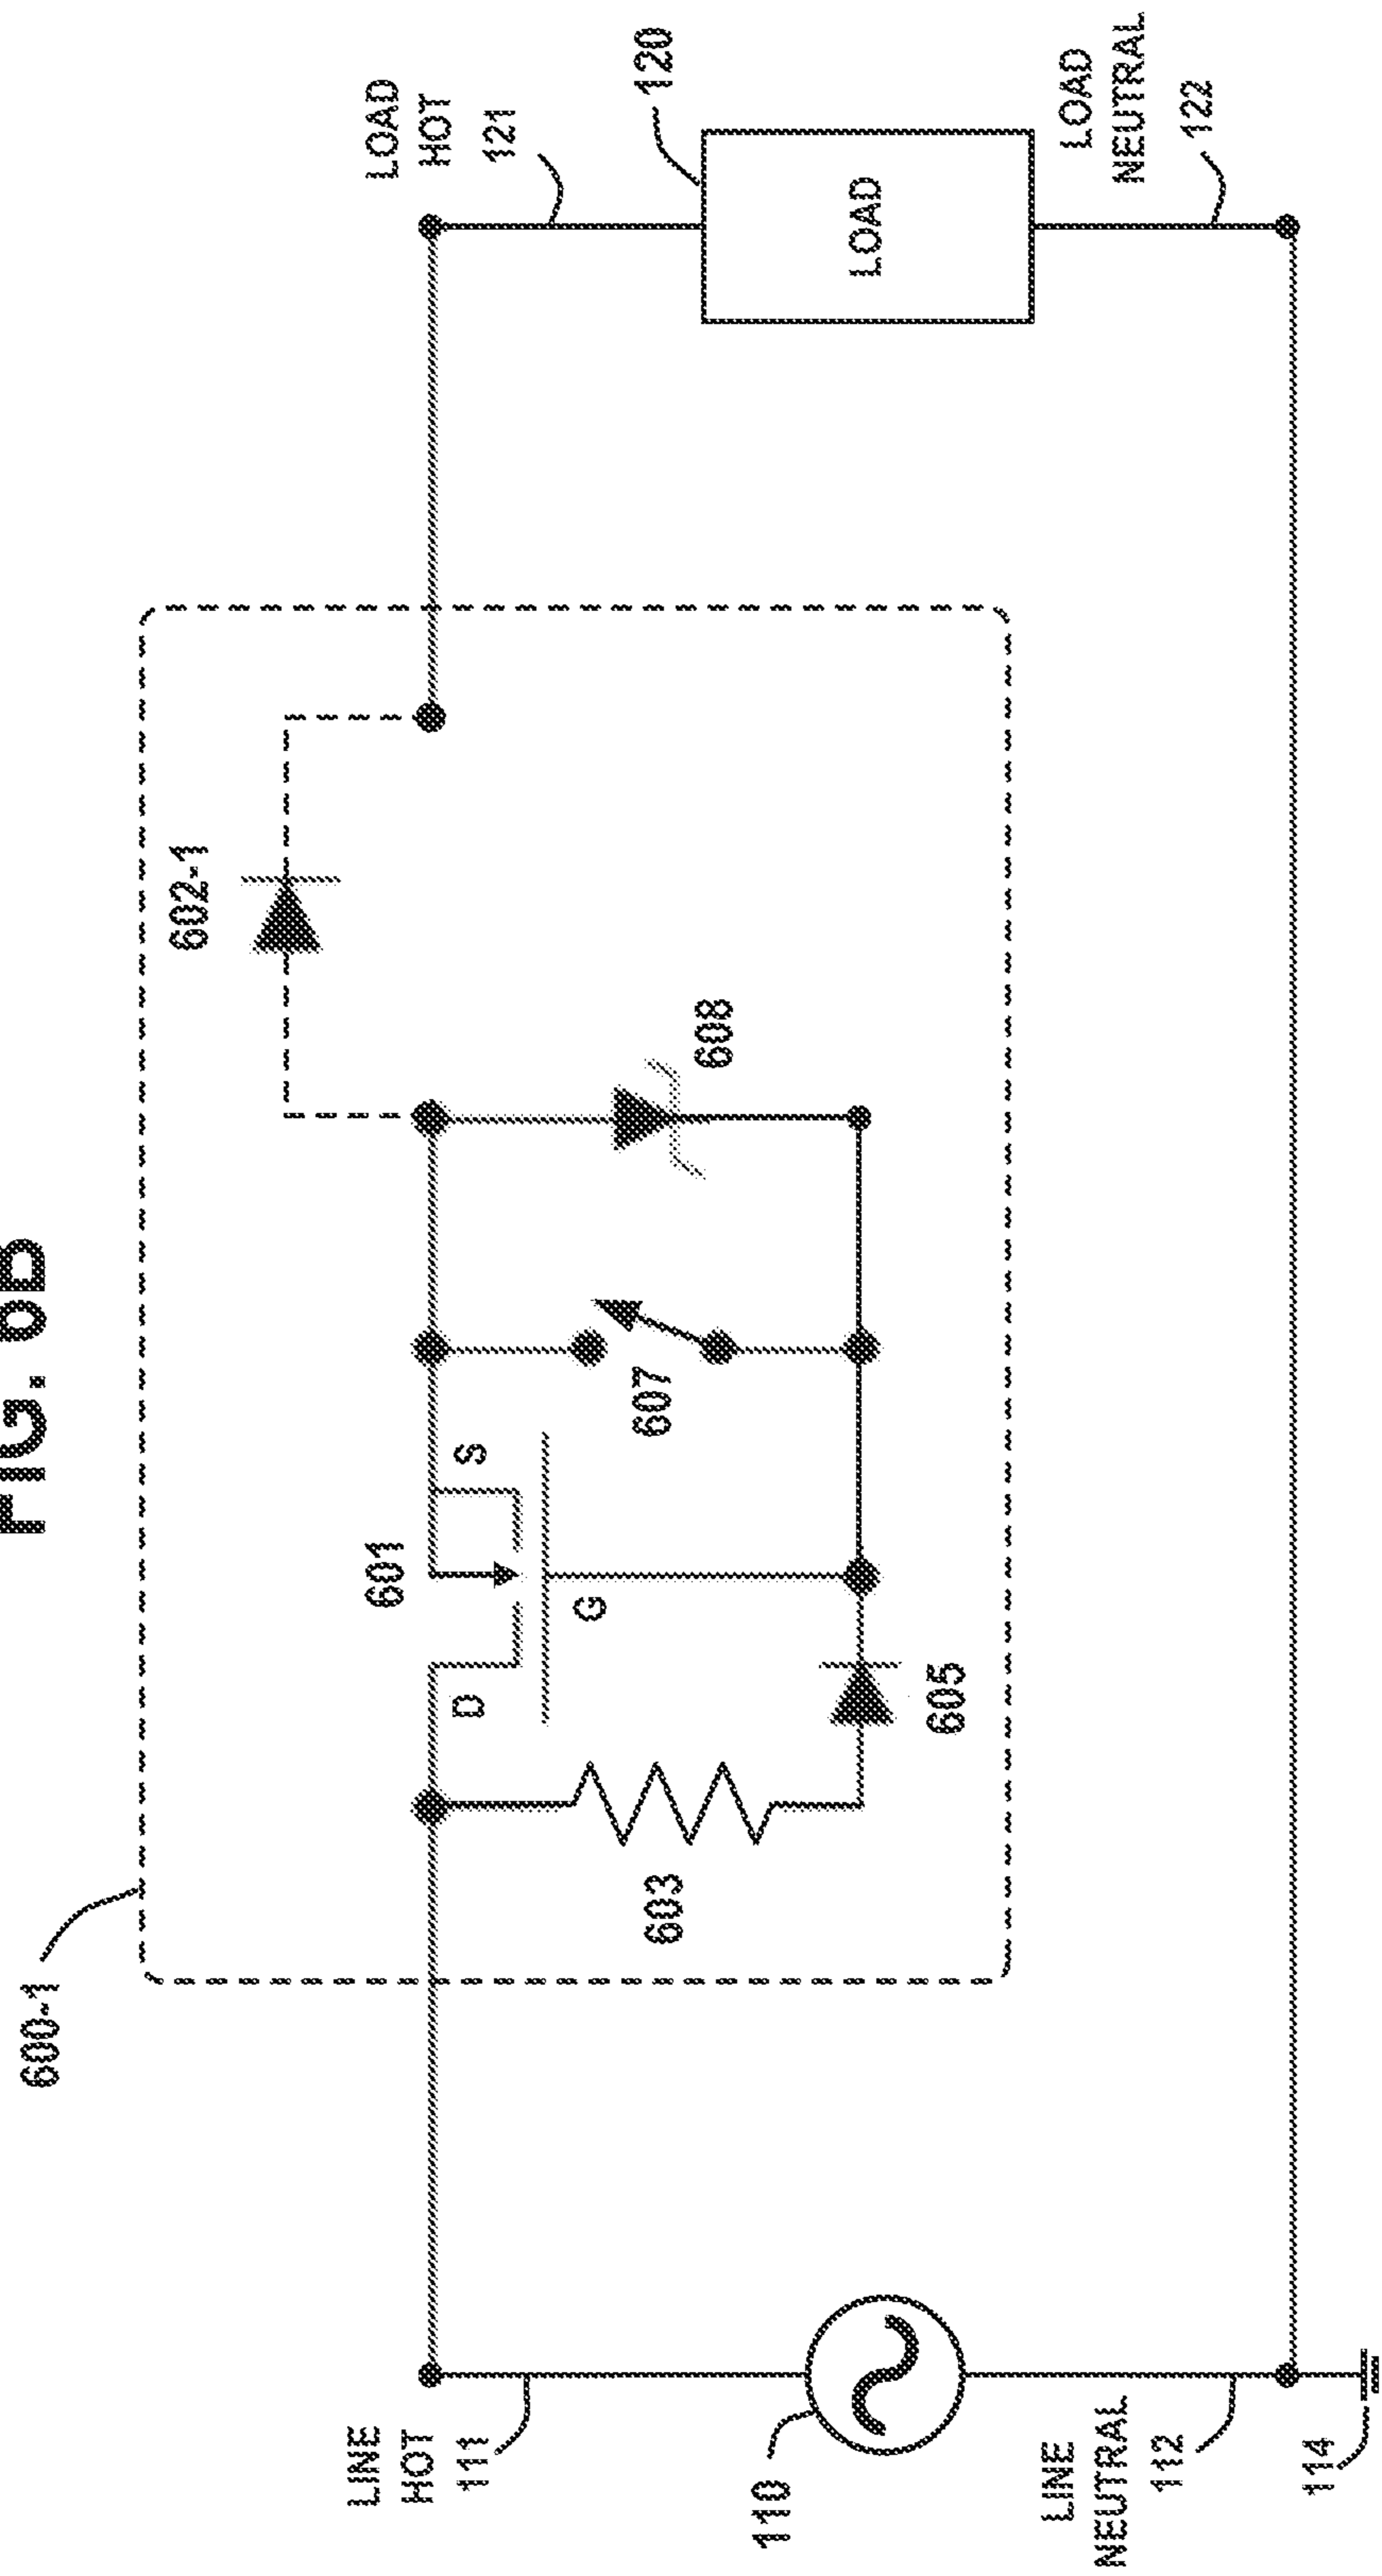 FIG. 6B
600-1
602-1
LOAD
HOT
121
120
LOAD
LOAD
NEUTRAL
122
601
D
S
G
607
608
603
605
LINE
HOT
111
110
LINE
NEUTRAL
112
114